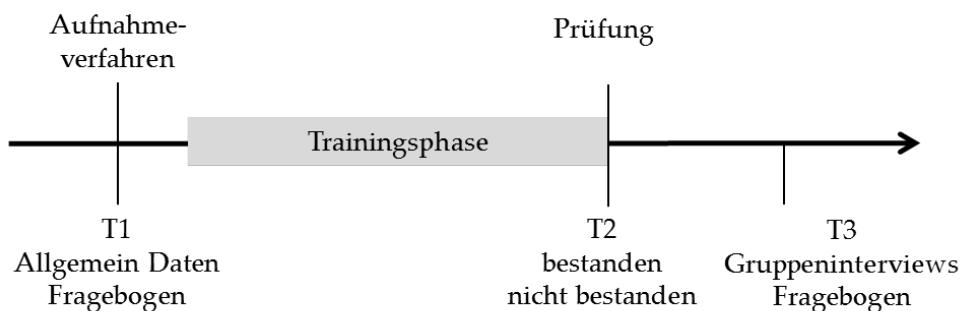 Aufnahme-
verfahren
Prüfung
Trainingsphase
T1
Allgemein Daten
Fragebogen
T2
bestanden
nicht bestanden
T3
Gruppeninterviews
Fragebogen